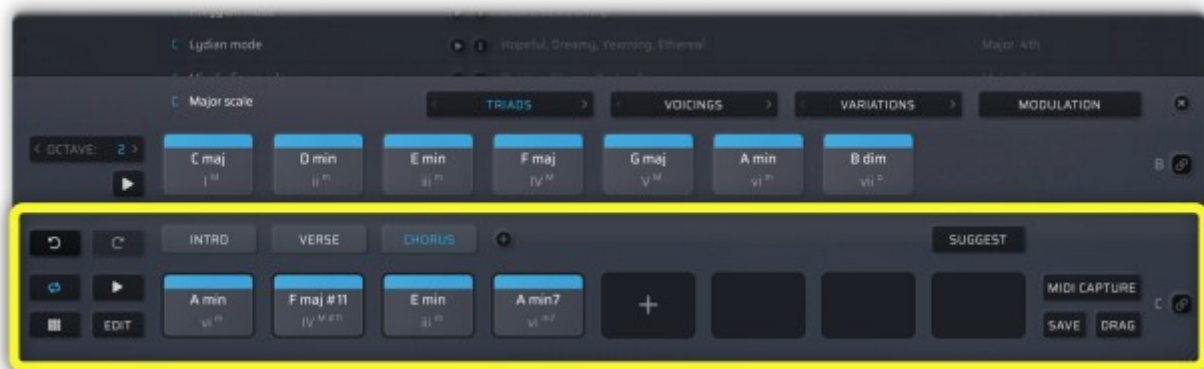 C Lydian mode Hopeful, Dreamy, Yearning, Ethereal Major 4th
C Major scale TRIADS VOICINGS VARIATIONS MODULATION
< OCTAVE: 2 >
C maj D min E min F maj G maj A min B dim
I M ii m iii m IV M V M vi m vii o
B
INTRO VERSE CHORUS + SUGGEST
A min F maj #11 E min A min7 +
vi m IV M #11 iii m vi m7
MIDI CAPTURE
C
EDIT SAVE DRAG